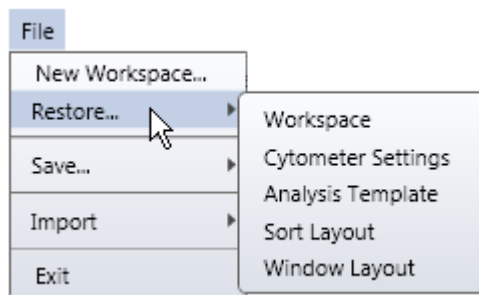 File
New Workspace...
Restore...
Save...
Import
Exit
Workspace
Cytometer Settings
Analysis Template
Sort Layout
Window Layout